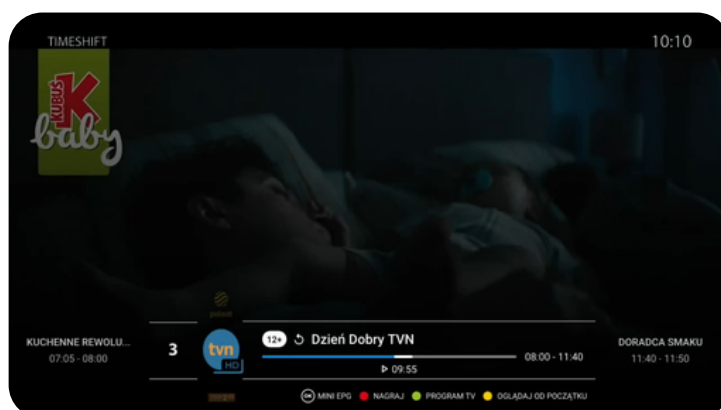 TIMESHIFT
10:10
KUBUŚ
K
baby
polsat
KUCHENNE REWOLU...
07:05 - 08:00
3
tvn
HD
12+ Dzień Dobry TVN
08:00 - 11:40
09:55
DORADCA SMAKU
11:40 - 11:50
OK MINI EPG NAGRAJ PROGRAM TV OGLĄDAJ OD POCZĄTKU